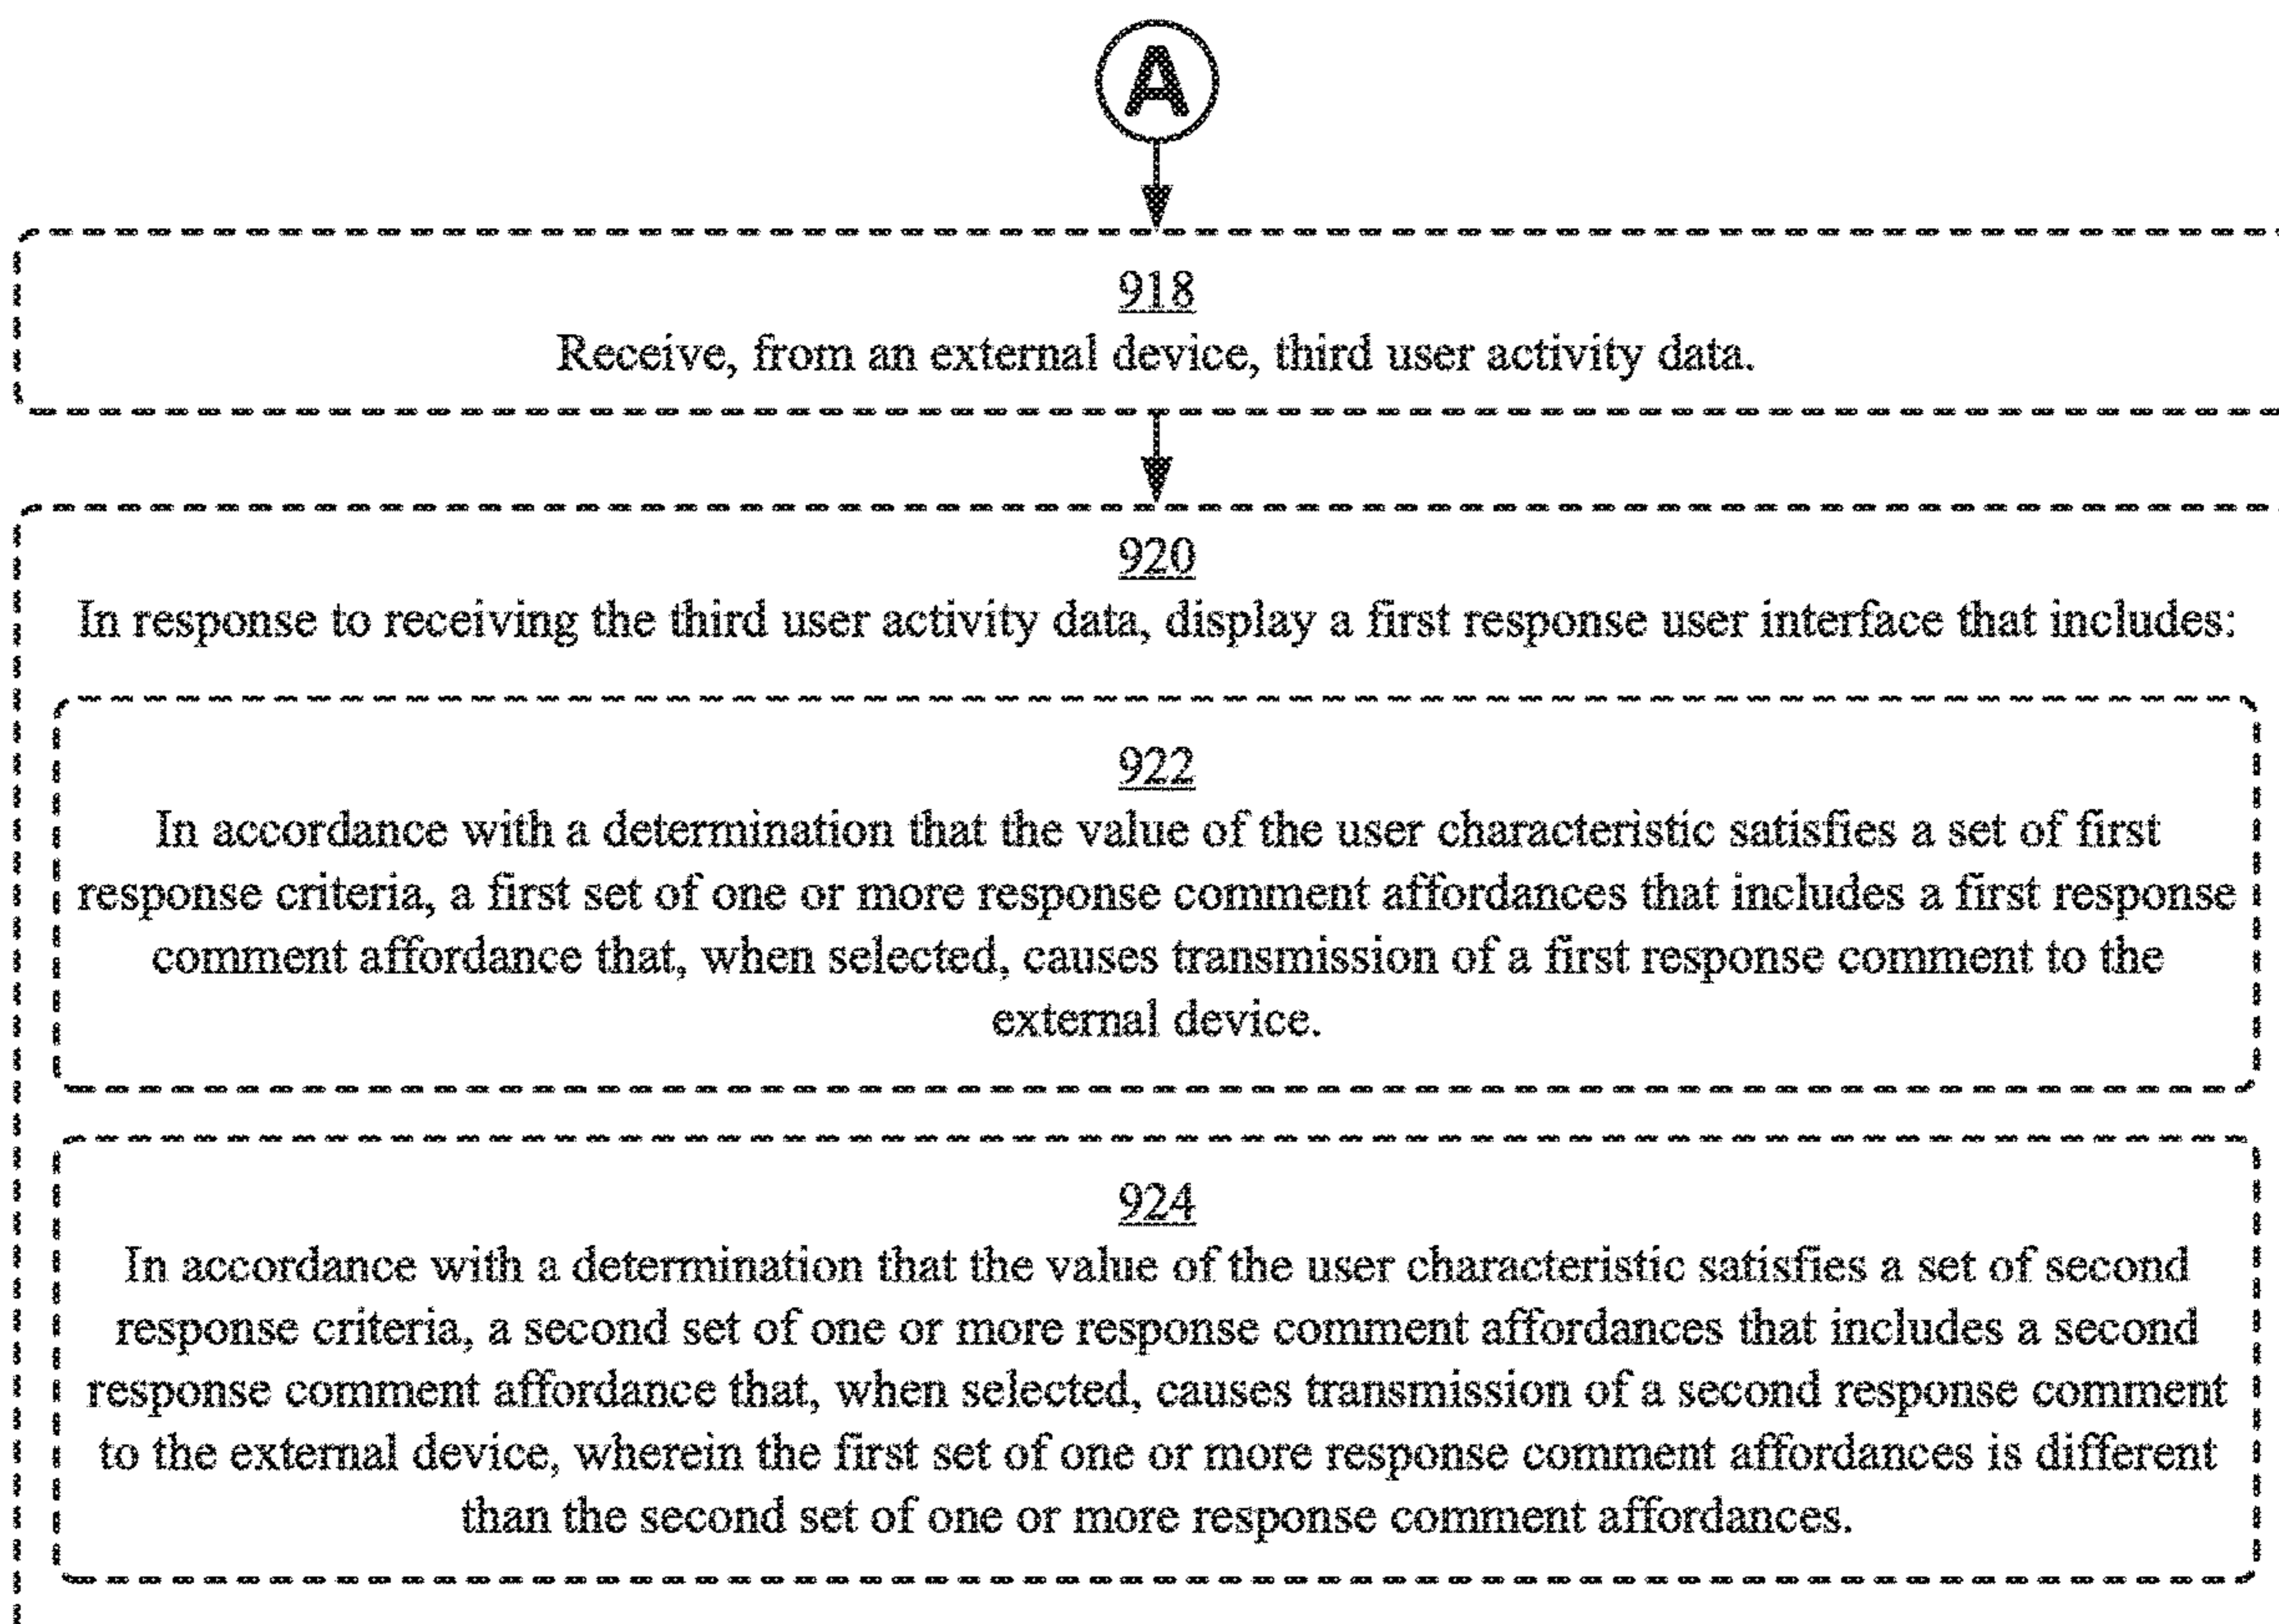 A
918
Receive, from an external device, third user activity data.
920
In response to receiving the third user activity data, display a first response user interface that includes:
922
In accordance with a determination that the value of the user characteristic satisfies a set of first
response criteria, a first set of one or more response comment affordances that includes a first response
comment affordance that, when selected, causes transmission of a first response comment to the
external device.
924
In accordance with a determination that the value of the user characteristic satisfies a set of second
response criteria, a second set of one or more response comment affordances that includes a second
response comment affordance that, when selected, causes transmission of a second response comment
to the external device, wherein the first set of one or more response comment affordances is different
than the second set of one or more response comment affordances.